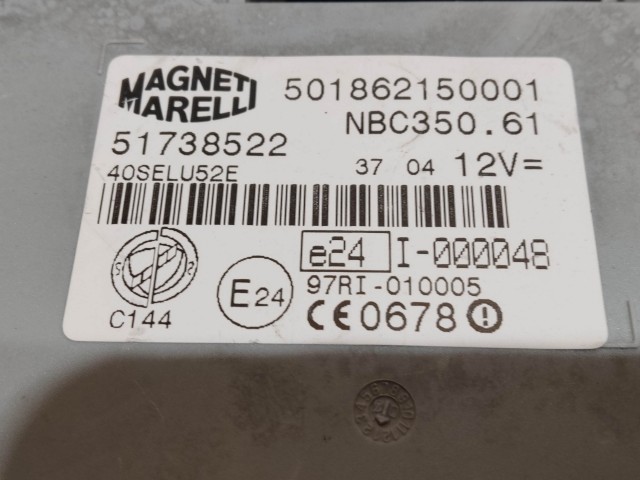 MAGNETI MARELLI
501862150001
NBC350.61
51738522
40SELU52E
37 04 12V=
e24 I-000048
E24
97RI-010005
C144
CE0678